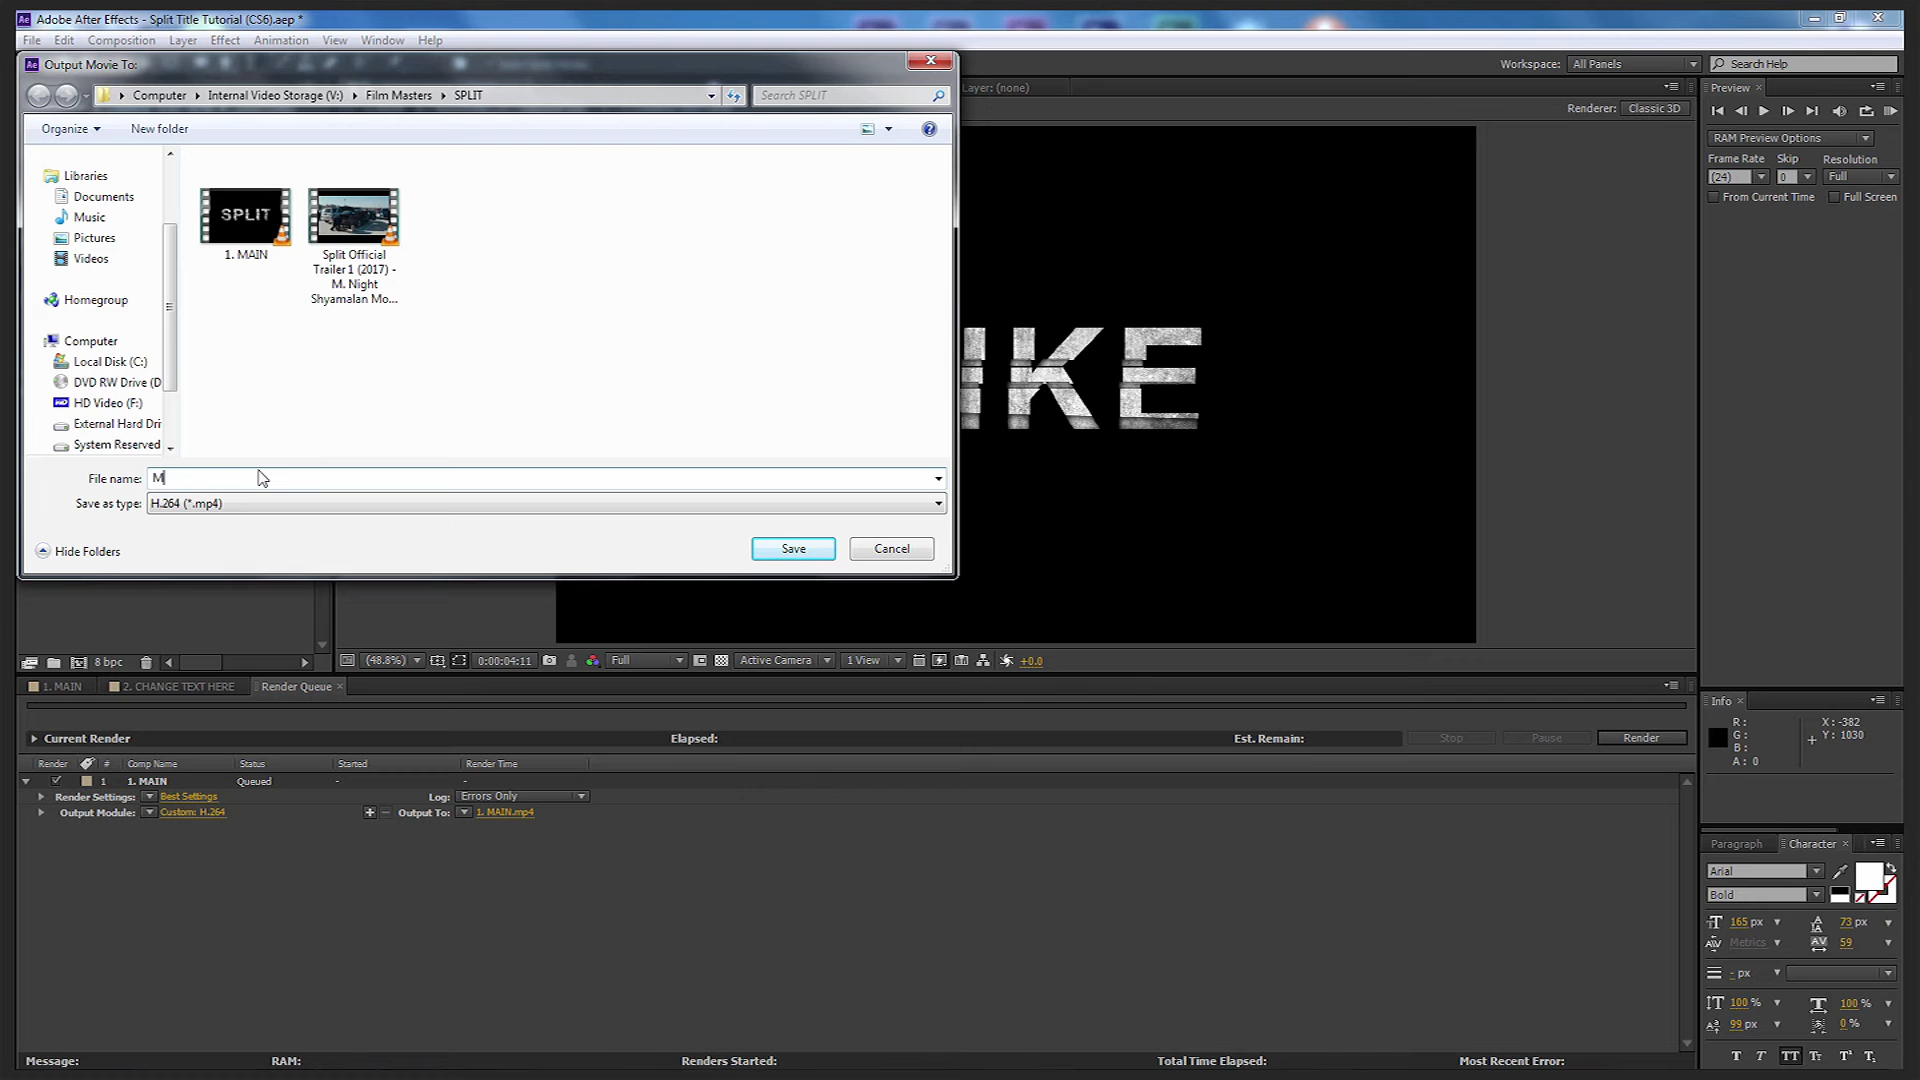 Adobe After Effects - Split Title Tutorial (CS6).aep *
File Edit Composition Layer Effect Animation View Window Help
Output Movie To:
Computer Internal Video Storage (V:) Film Masters SPLIT
Search SPLIT
Organize New folder
Libraries
Documents
Music
Pictures
Videos
Homegroup
Computer
Local Disk (C:)
DVD RW Drive (D
HD Video (F:)
External Hard Dri
System Reserved
SPLIT
1. MAIN
Split Official
Trailer 1 (2017) -
M. Night
Shyamalan Mo...
File name: M
Save as type: H.264 (*.mp4)
Hide Folders
Save Cancel
Workspace: All Panels Search Help
Layer: (none)
Renderer: Classic 3D
IKE
Preview
RAM Preview Options
Frame Rate Skip Resolution
(24) 0 Full
From Current Time Full Screen
8 bpc
(48.8%) 0:00:04:11 Full Active Camera 1 View +0.0
1. MAIN 2. CHANGE TEXT HERE Render Queue
Current Render Elapsed: Est. Remain: Stop Pause Render
Render # Comp Name Status Started Render Time
1 1. MAIN Queued - -
Render Settings: Best Settings Log: Errors Only
Output Module: Custom: H.264 Output To: 1. MAIN.mp4
Message: RAM: Renders Started: Total Time Elapsed: Most Recent Error:
Info
R: X: -382
G: Y: 1030
B:
A: 0
Paragraph Character
Arial
Bold
165 px 73 px
Metrics 59
- px
100 % 100 %
99 px 0 %
T T TT Tr T¹ T₁